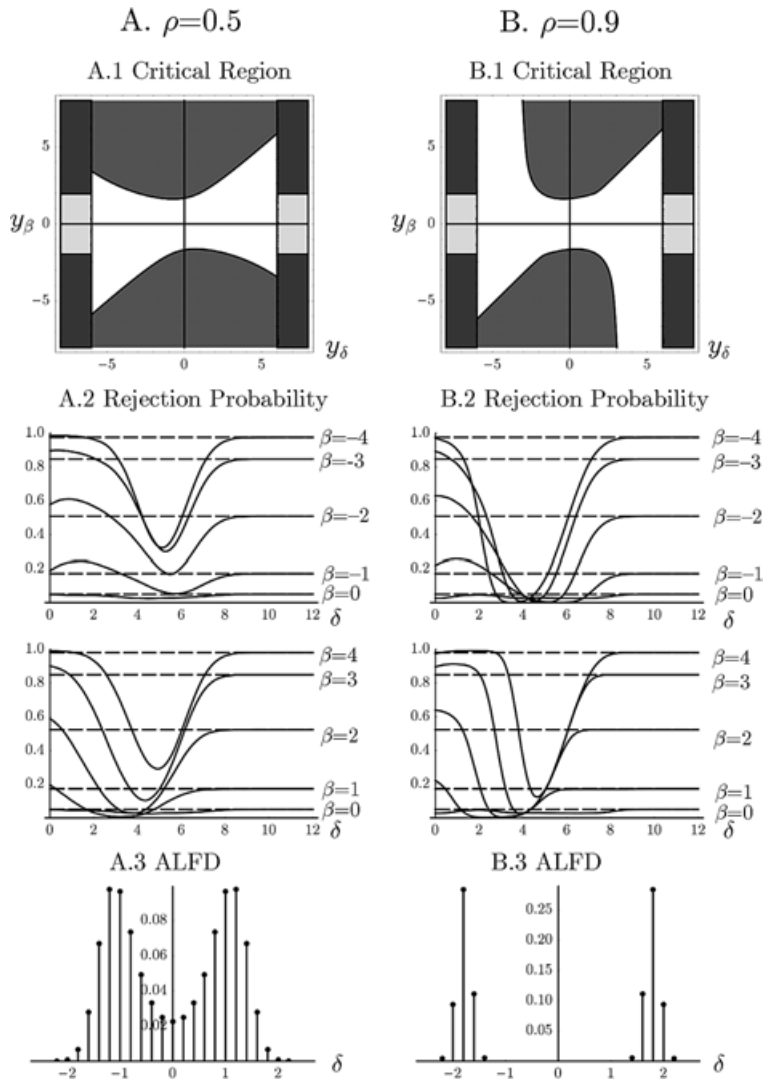 A. ρ=0.5
B. ρ=0.9
A.1 Critical Region
B.1 Critical Region
5
0
−5
yβ
−5 0 5
yδ
5
0
−5
yβ
−5 0 5
yδ
A.2 Rejection Probability
B.2 Rejection Probability
1.0
0.8
0.6
0.4
0.2
β=−4
β=-3
β=−2
β=−1
β=0
0 2 4 6 8 10 12
δ
1.0
0.8
0.6
0.4
0.2
β=−4
β=−3
β=−2
β=−1
β=0
0 2 4 6 8 10 12
δ
1.0
0.8
0.6
0.4
0.2
β=4
β=3
β=2
β=1
β=0
0 2 4 6 8 10 12
δ
1.0
0.8
0.6
0.4
0.2
β=4
β=3
β=2
β=1
β=0
0 2 4 6 8 10 12
δ
A.3 ALFD
B.3 ALFD
0.08
0.06
0.04
0.02
−2 −1 0 1 2
δ
0.25
0.20
0.15
0.10
0.05
−2 −1 0 1 2
δ